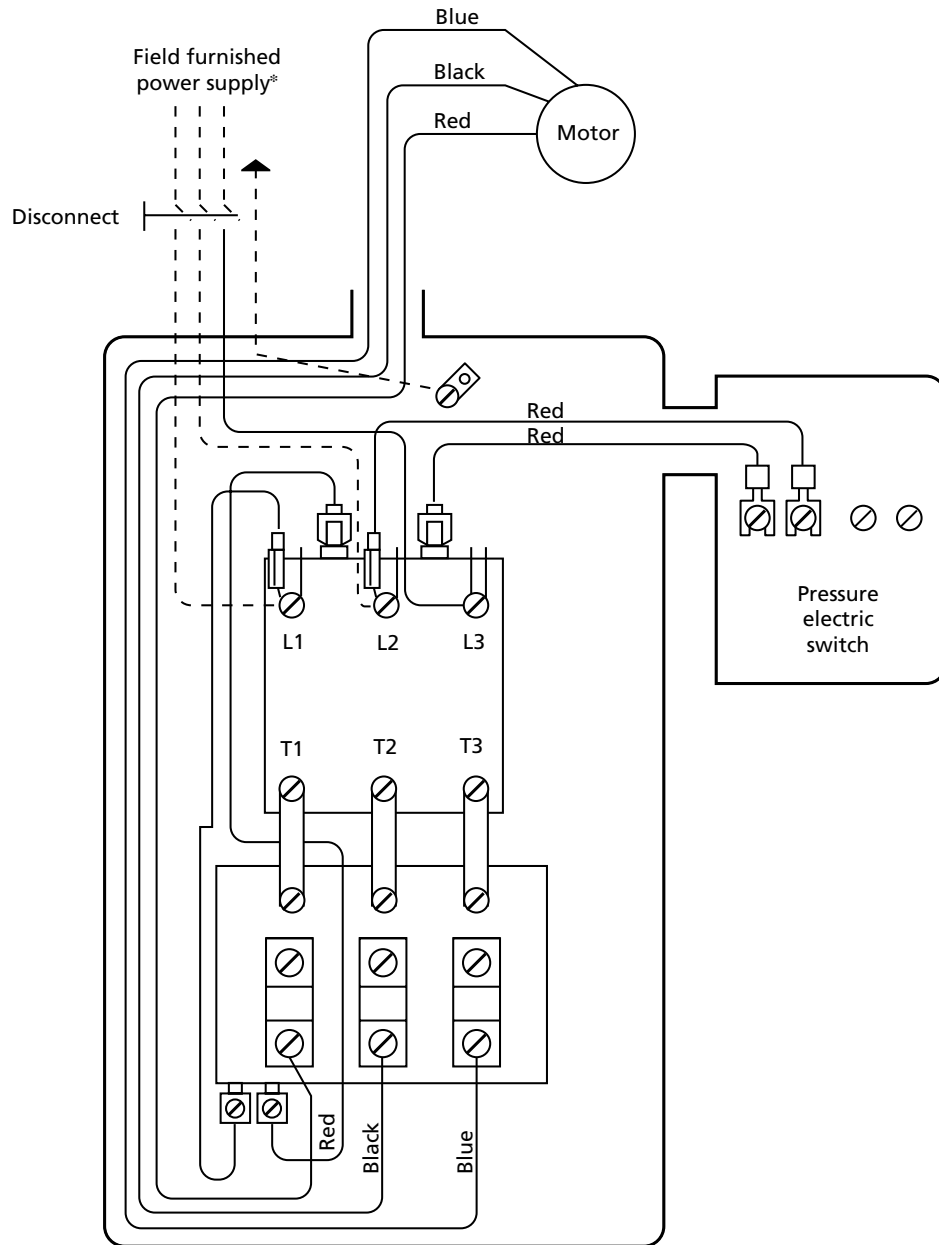 Blue
Field furnished
power supply*
Black
Red
Motor
Disconnect
Red
Red
Pressure
electric
switch
L1
L2
L3
T1
T2
T3
Red
Black
Blue